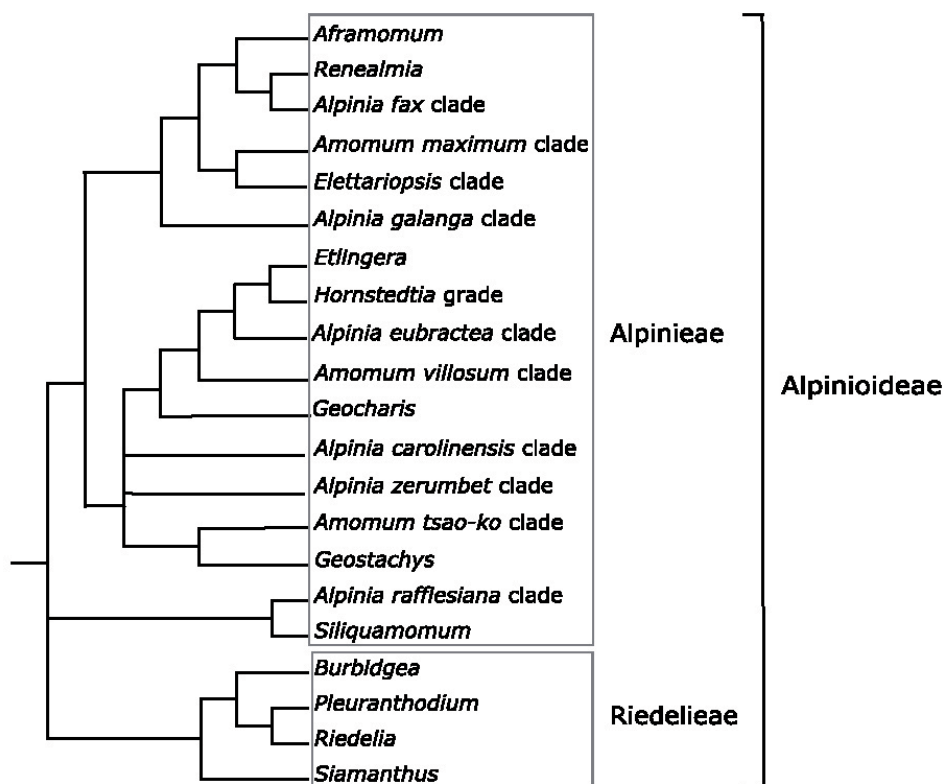 Aframomum
Renealmia
Alpinia fax clade
Amomum maximum clade
Elettariopsis clade
Alpinia galanga clade
Etlingera
Hornstedtia grade
Alpinia eubractea clade
Alpinieae
Amomum villosum clade
Alpinioideae
Geocharis
Alpinia carolinensis clade
Alpinia zerumbet clade
Amomum tsao-ko clade
Geostachys
Alpinia rafflesiana clade
Siliquamomum
Burbidgea
Pleuranthodium
Riedelieae
Riedelia
Siamanthus